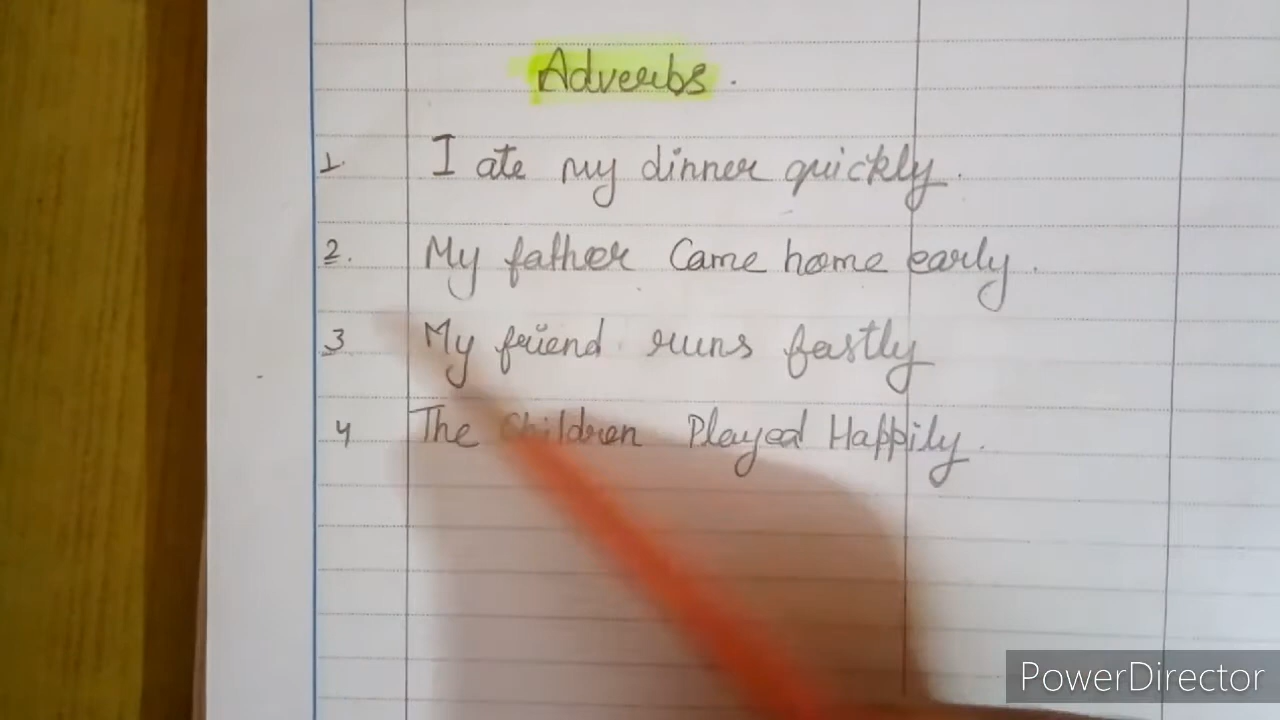 Adverbs.
1. I ate my dinner quickly.
2. My father Came home early.
3 My friend runs fastly
4 The Children Played Happily.
PowerDirector